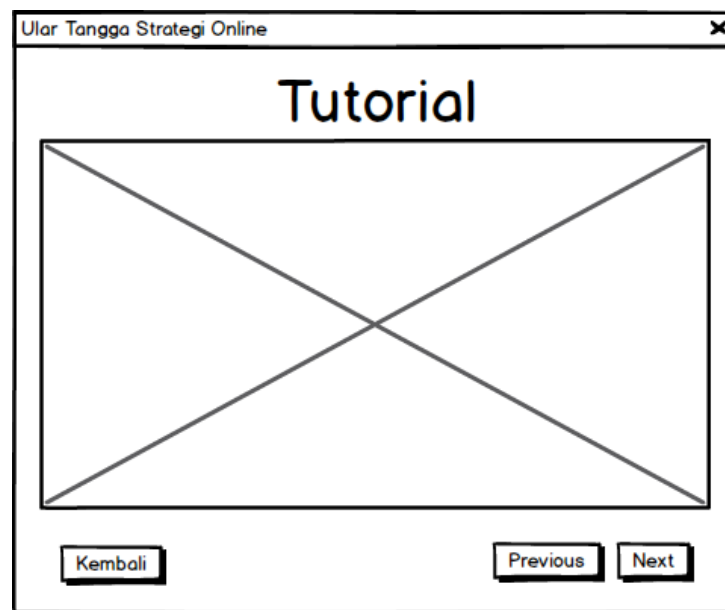 Ular Tangga Strategi Online
Tutorial
Kembali
Previous
Next